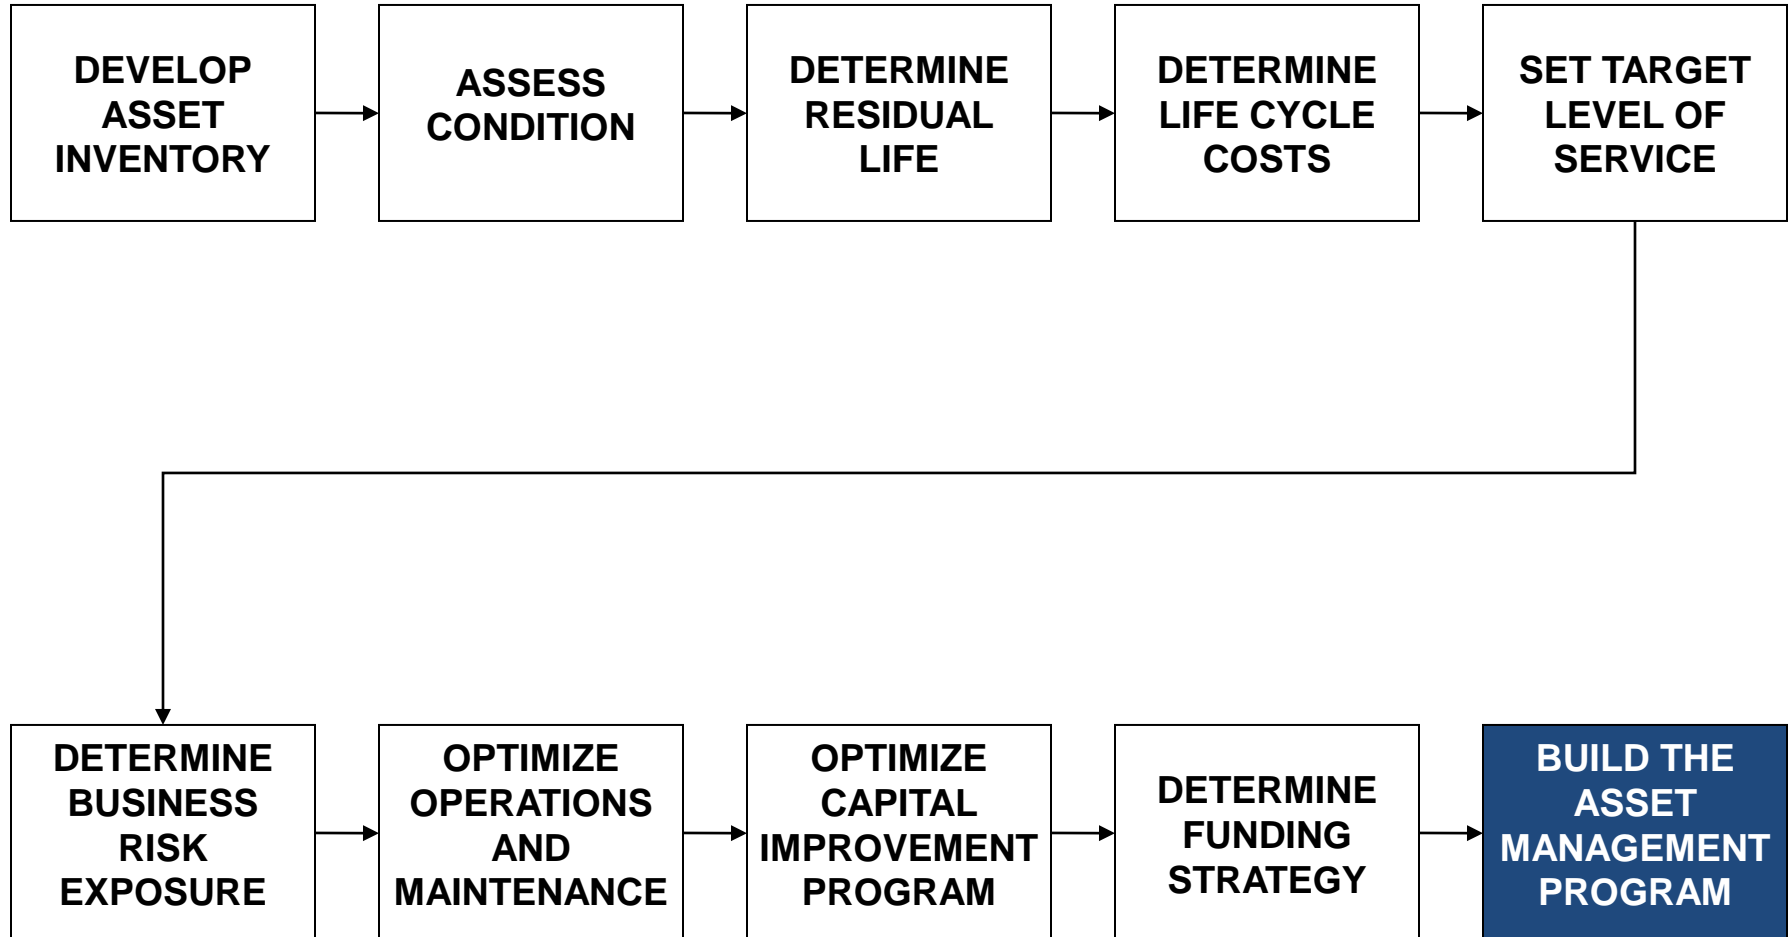 DEVELOP
ASSET
INVENTORY
ASSESS
CONDITION
DETERMINE
RESIDUAL
LIFE
DETERMINE
LIFE CYCLE
COSTS
SET TARGET
LEVEL OF
SERVICE
DETERMINE
BUSINESS
RISK
EXPOSURE
OPTIMIZE
OPERATIONS
AND
MAINTENANCE
OPTIMIZE
CAPITAL
IMPROVEMENT
PROGRAM
DETERMINE
FUNDING
STRATEGY
BUILD THE
ASSET
MANAGEMENT
PROGRAM